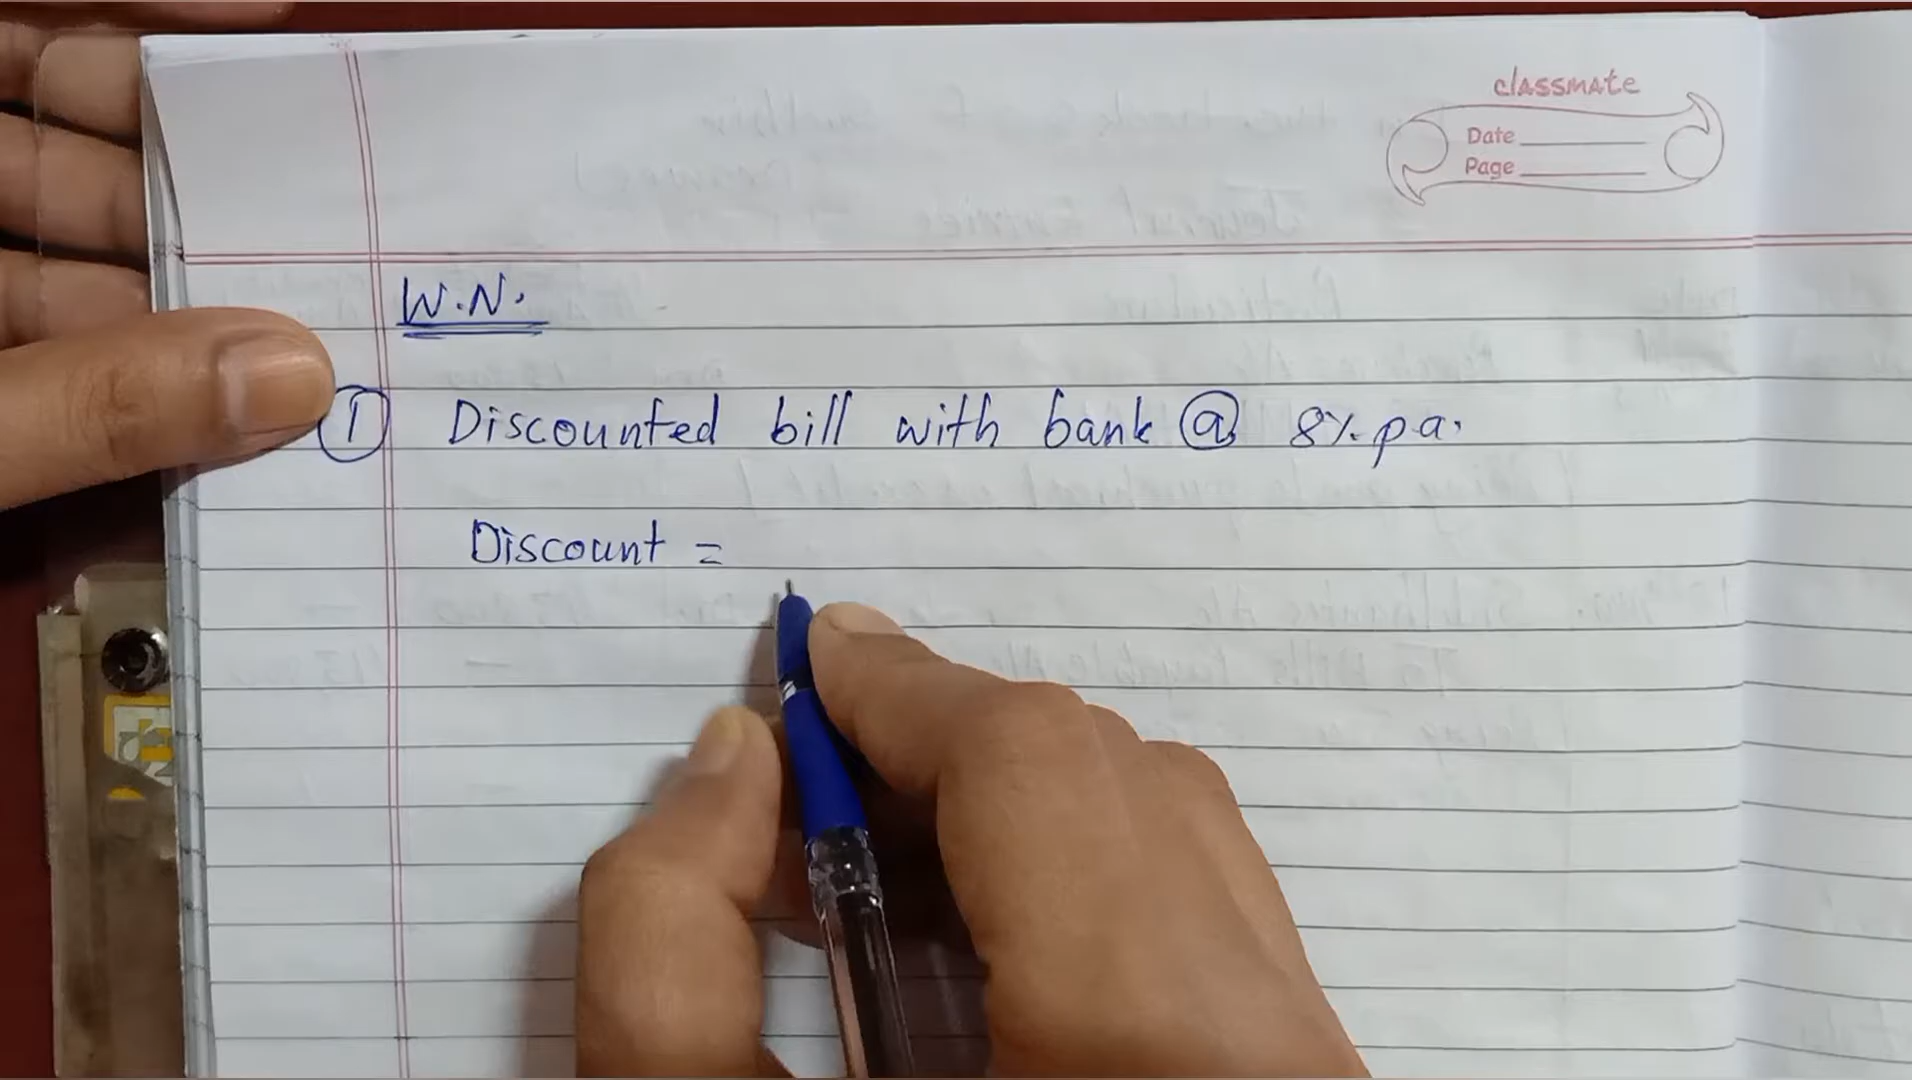 classmate
Date
Page
W.N.
① Discounted bill with bank @ 8% p.a.
Discount =